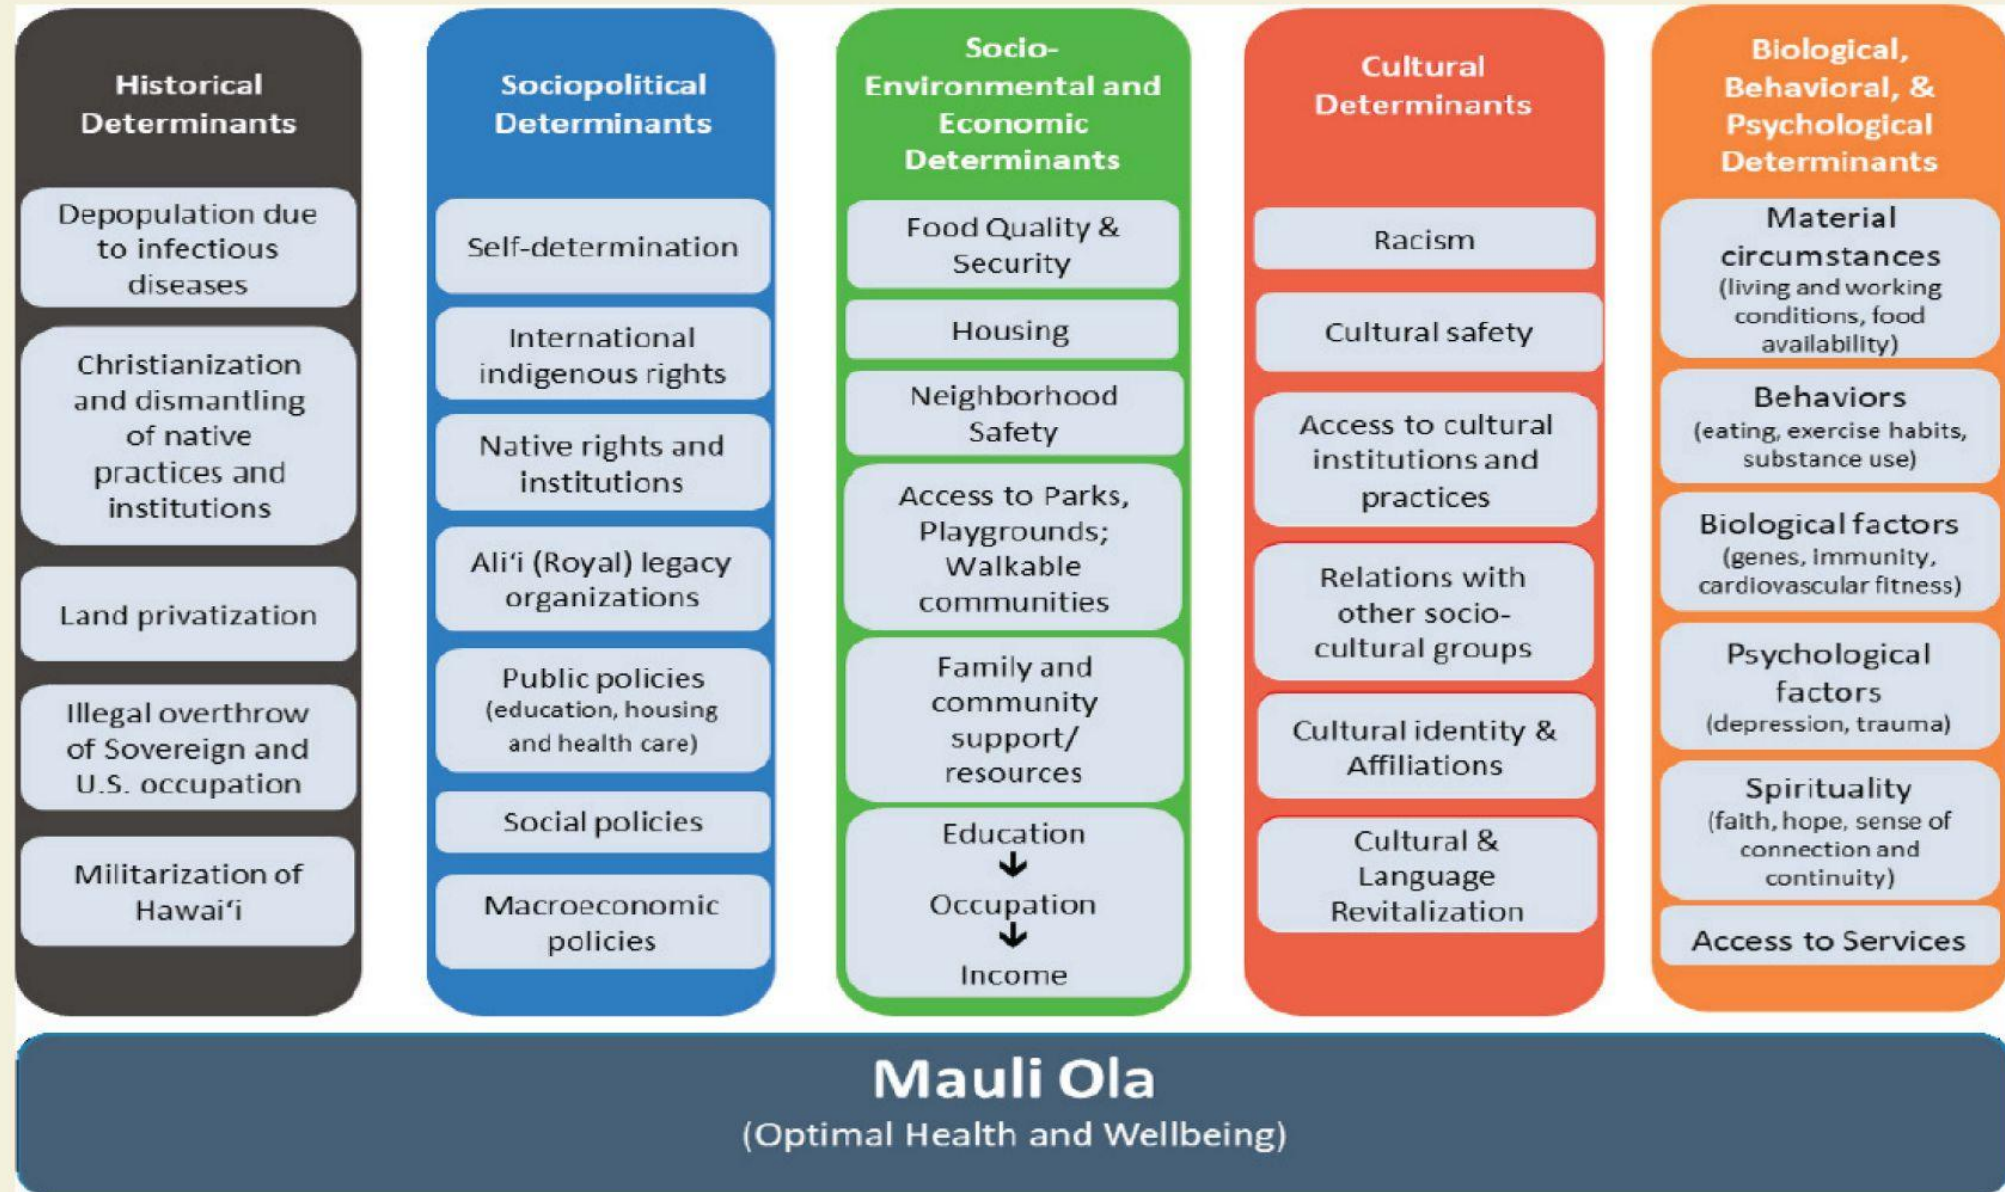 Historical
Determinants
Depopulation due
to infectious
diseases
Christianization
and dismantling
of native
practices and
institutions
Land privatization
Illegal overthrow
of Sovereign and
U.S. occupation
Militarization of
Hawaiʻi
Sociopolitical
Determinants
Self-determination
International
indigenous rights
Native rights and
institutions
Aliʻi (Royal) legacy
organizations
Public policies
(education, housing
and health care)
Social policies
Macroeconomic
policies
Socio-
Environmental and
Economic
Determinants
Food Quality &
Security
Housing
Neighborhood
Safety
Access to Parks,
Playgrounds;
Walkable
communities
Family and
community
support/
resources
Education
↓
Occupation
↓
Income
Cultural
Determinants
Racism
Cultural safety
Access to cultural
institutions and
practices
Relations with
other socio-
cultural groups
Cultural identity &
Affiliations
Cultural &
Language
Revitalization
Biological,
Behavioral, &
Psychological
Determinants
Material
circumstances
(living and working
conditions, food
availability)
Behaviors
(eating, exercise habits,
substance use)
Biological factors
(genes, immunity,
cardiovascular fitness)
Psychological
factors
(depression, trauma)
Spirituality
(faith, hope, sense of
connection and
continuity)
Access to Services
Mauli Ola
(Optimal Health and Wellbeing)